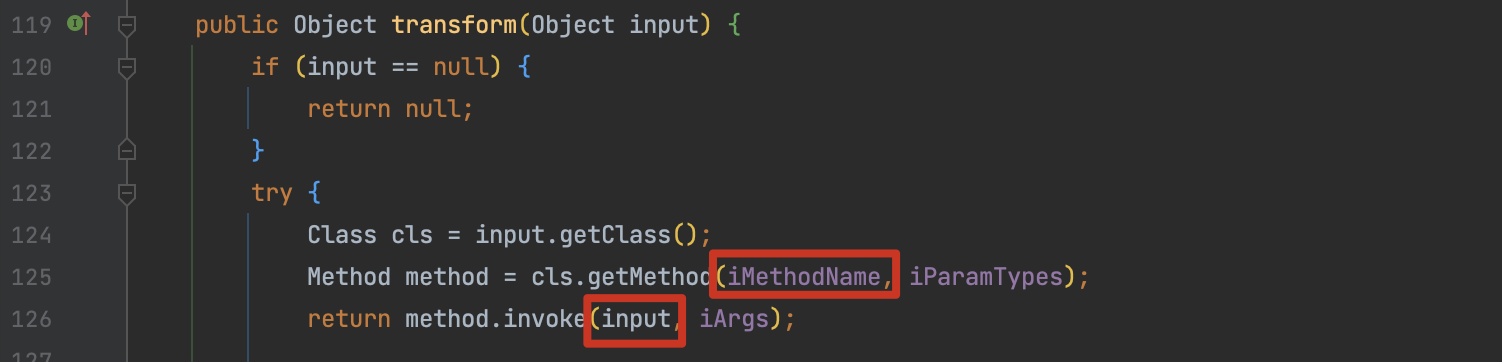 119 public Object transform(Object input) {
120 if (input == null) {
121 return null;
122 }
123 try {
124 Class cls = input.getClass();
125 Method method = cls.getMethod(iMethodName, iParamTypes);
126 return method.invoke(input, iArgs);
127